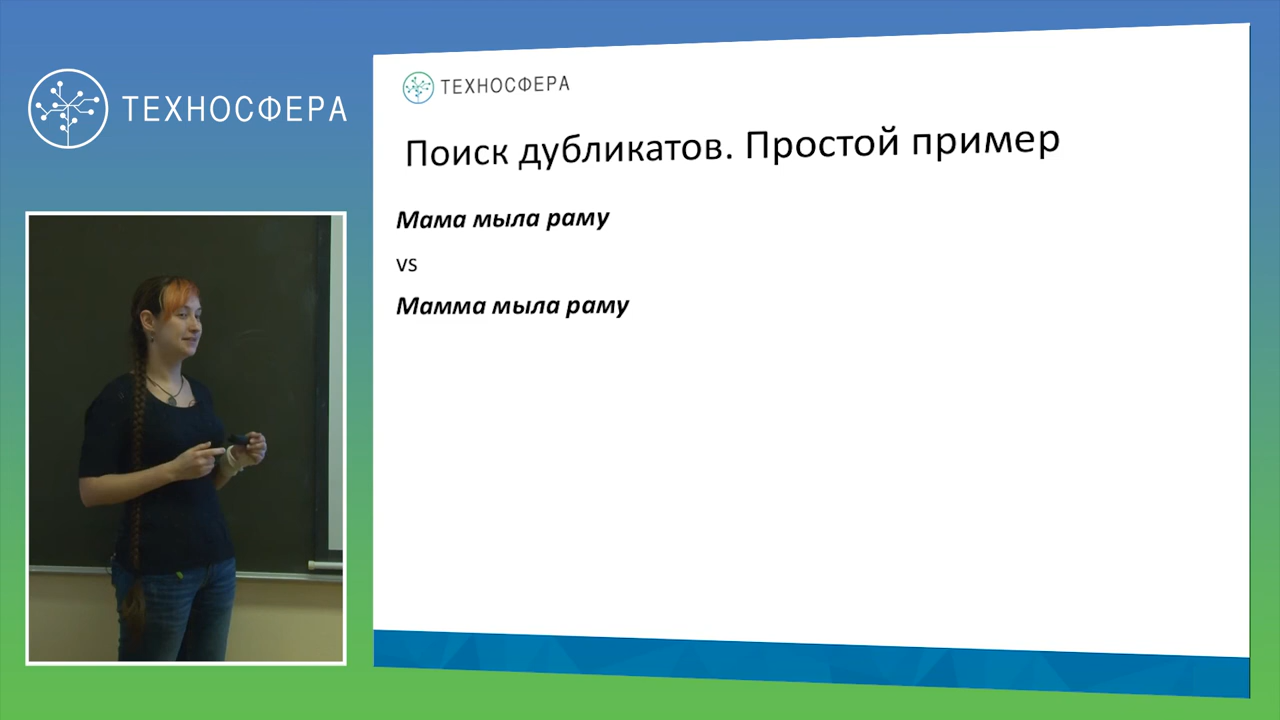 ТЕХНОСФЕРА
ТЕХНОСФЕРА
Поиск дубликатов. Простой пример
Мама мыла раму
vs
Мамма мыла раму